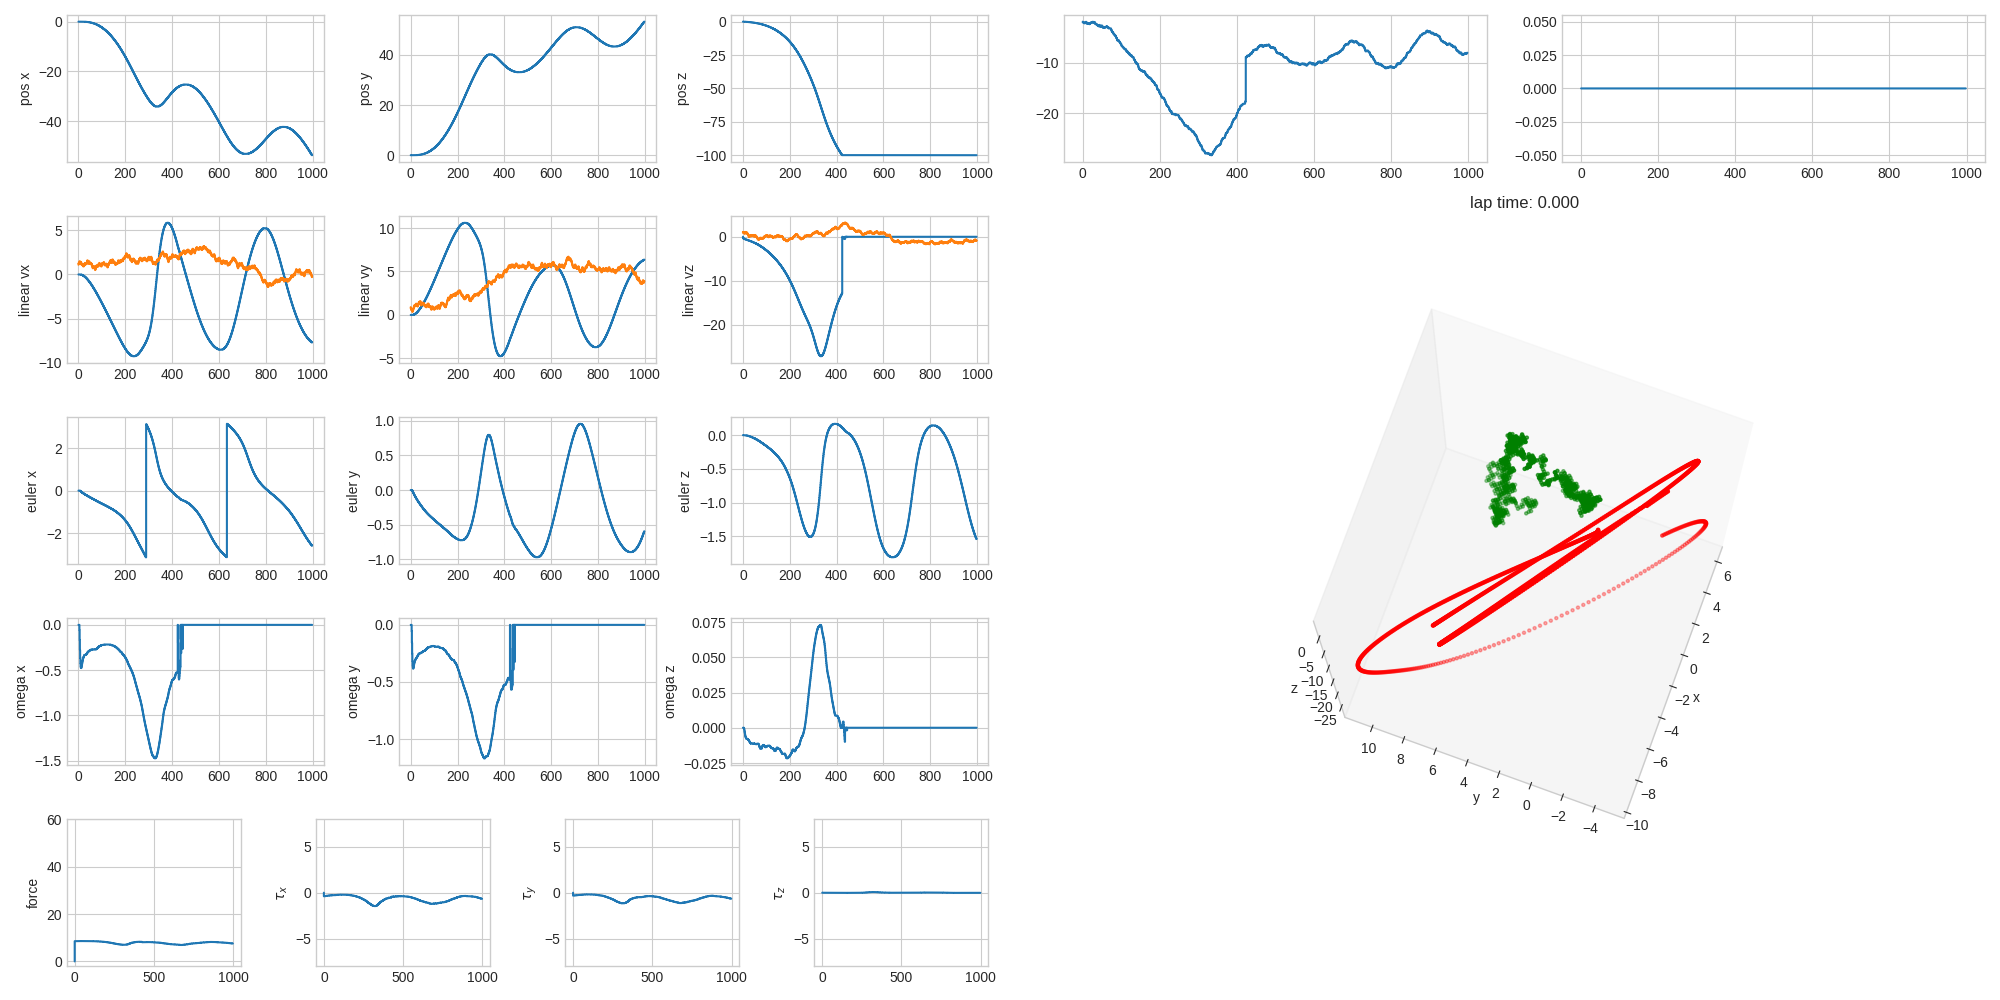 0
−20
−40
pos x
0 200 400 600 800 1000
40
20
0
pos y
0 200 400 600 800 1000
0
−25
−50
−75
−100
pos z
0 200 400 600 800 1000
−10
−20
0 200 400 600 800 1000
0.050
0.025
0.000
−0.025
−0.050
0 200 400 600 800 1000
lap time: 0.000
5
0
−5
−10
linear vx
0 200 400 600 800 1000
10
5
0
−5
linear vy
0 200 400 600 800 1000
0
−10
−20
linear vz
0 200 400 600 800 1000
2
0
−2
euler x
0 200 400 600 800 1000
1.0
0.5
0.0
−0.5
−1.0
euler y
0 200 400 600 800 1000
0.0
−0.5
−1.0
−1.5
euler z
0 200 400 600 800 1000
0.0
−0.5
−1.0
−1.5
omega x
0 200 400 600 800 1000
0.0
−0.5
−1.0
omega y
0 200 400 600 800 1000
0.075
0.050
0.025
0.000
−0.025
omega z
0 200 400 600 800 1000
60
40
20
0
force
0 500 1000
5
0
−5
τx
0 500 1000
5
0
−5
τy
0 500 1000
5
0
−5
τz
0 500 1000
0
−5
−10
−15
−20
−25
z
10 8 6 4 2 0 −2 −4
y
6
4
2
0
−2
−4
−6
−8
−10
x